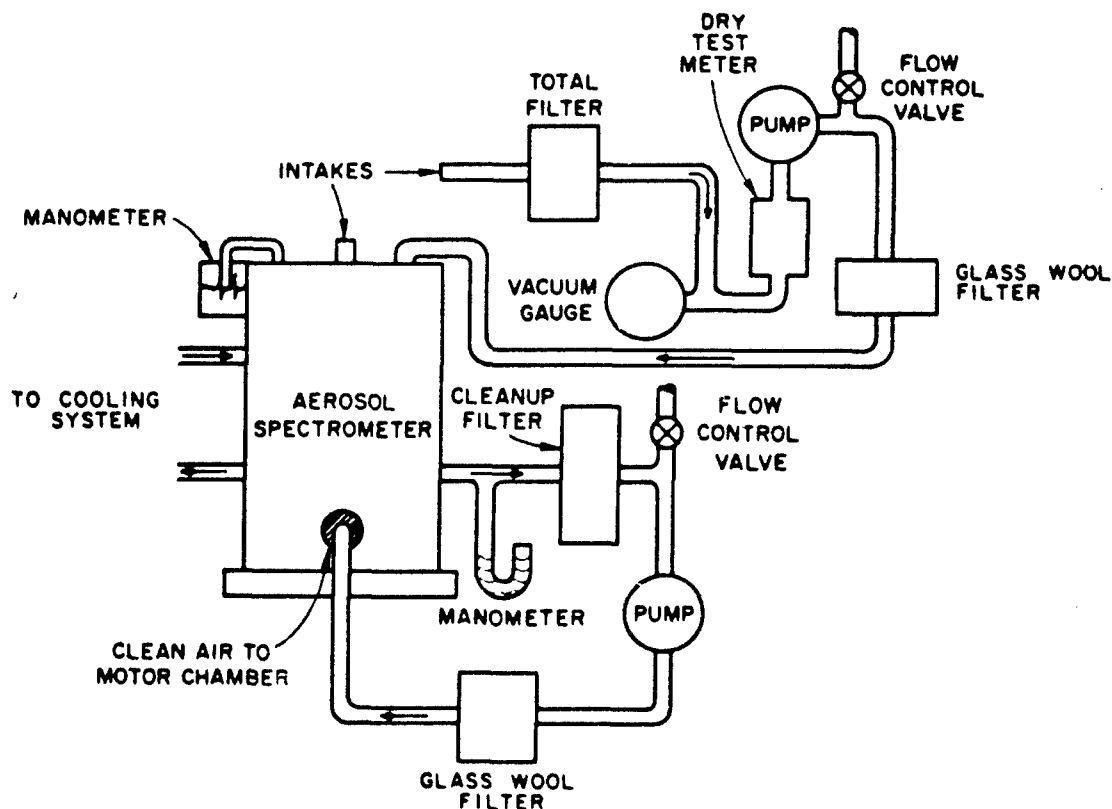 DRY
TEST
METER
FLOW
CONTROL
VALVE
TOTAL
FILTER
PUMP
INTAKES
MANOMETER
GLASS WOOL
FILTER
VACUUM
GAUGE
TO COOLING
SYSTEM
AEROSOL
SPECTROMETER
CLEANUP
FILTER
FLOW
CONTROL
VALVE
MANOMETER
PUMP
CLEAN AIR TO
MOTOR CHAMBER
GLASS WOOL
FILTER